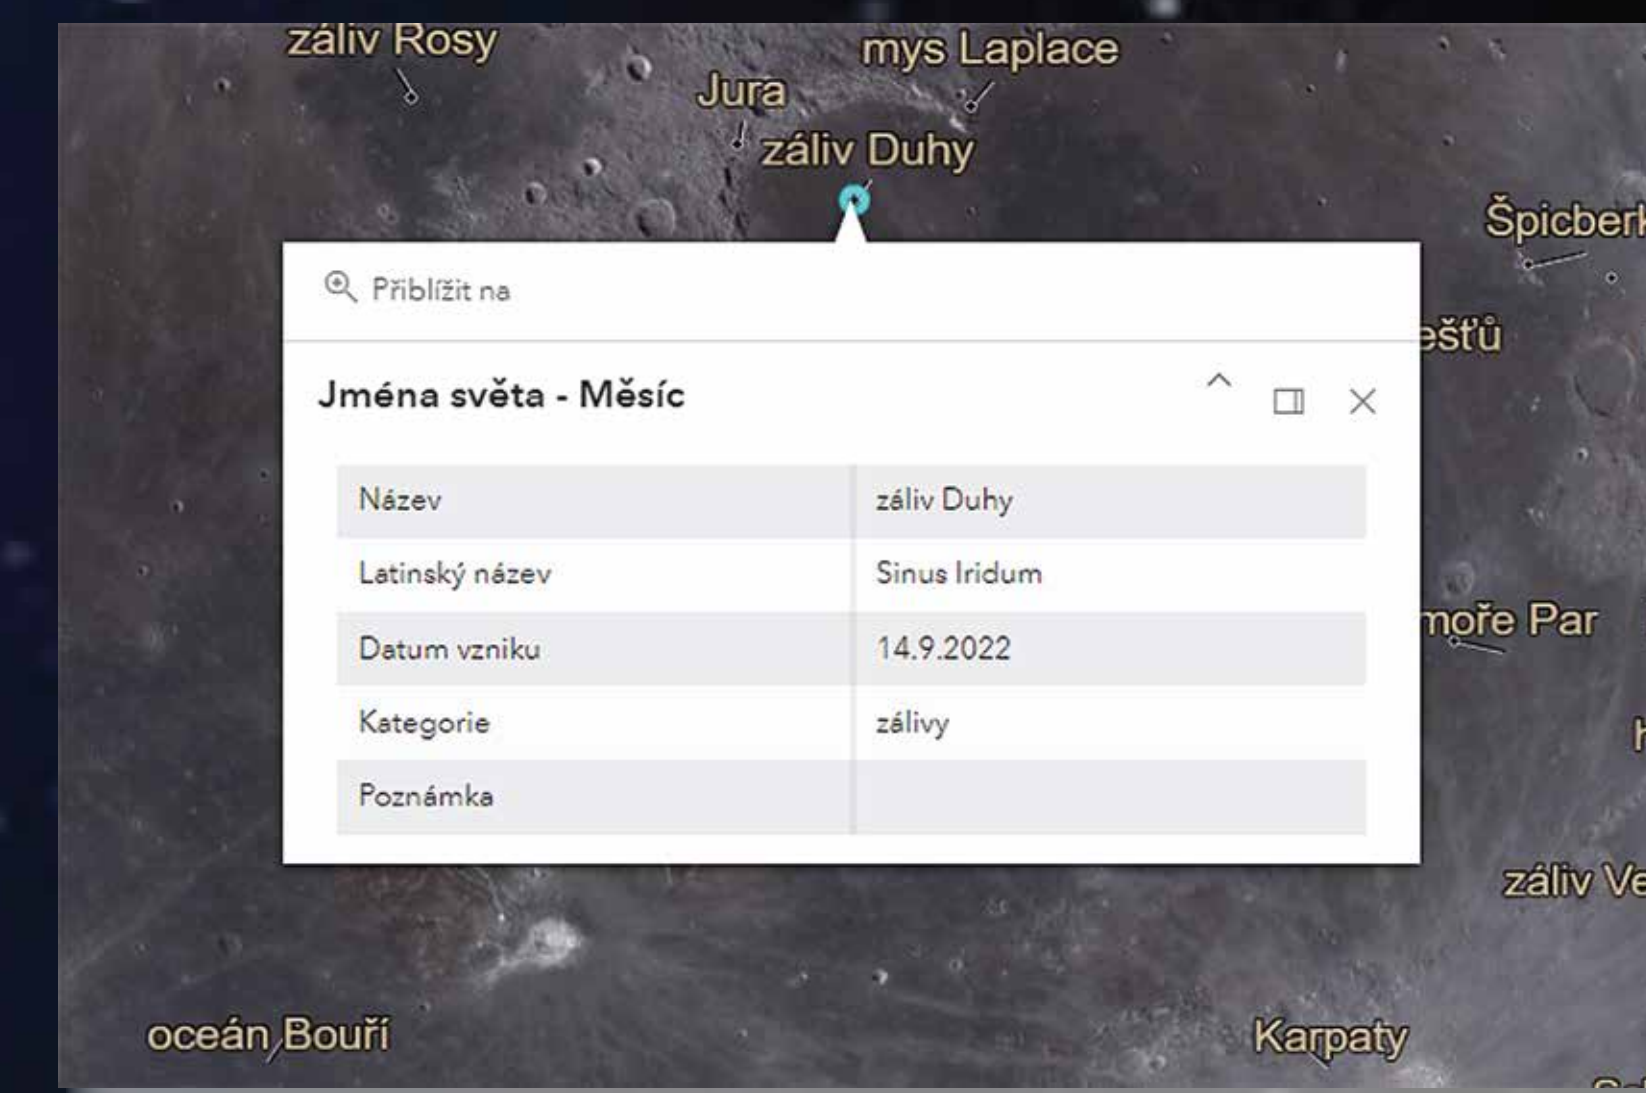 záliv Rosy
mys Laplace
Jura
záliv Duhy
Špicberk
Přiblížit na
ešťů
Jména světa - Měsíc
Název záliv Duhy
Latinský název Sinus Iridum
Datum vzniku 14.9.2022
moře Par
Kategorie zálivy
Poznámka
záliv Ve
oceán Bouří
Karpaty